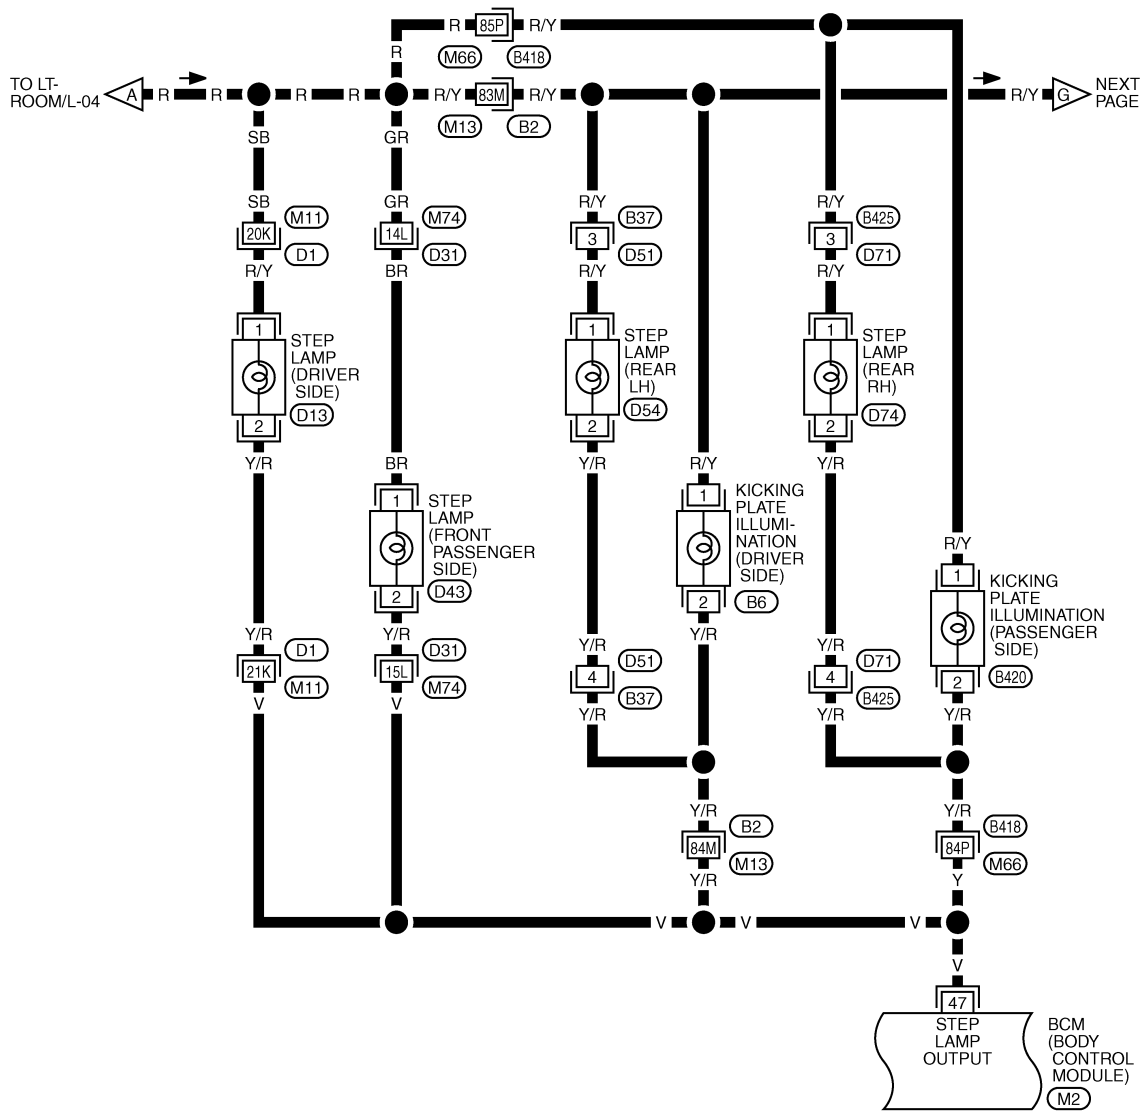 R 85P R/Y
M66 B418
R
TO LT-
ROOM/L-04
A R R R R R/Y 83M R/Y R/Y G
NEXT
PAGE
M13 B2
SB GR
SB GR R/Y R/Y
M11 M74 B37 B425
20K 14L 3 3
D1 D31 D51 D71
R/Y BR R/Y R/Y
1 1 1
STEP
LAMP
(DRIVER
SIDE)
D13
STEP
LAMP
(REAR
LH)
D54
STEP
LAMP
(REAR
RH)
D74
2 2 2
Y/R BR Y/R R/Y Y/R
1
STEP
LAMP
(FRONT
PASSENGER
SIDE)
D43
2
1
KICKING
PLATE
ILLUMI-
NATION
(DRIVER
SIDE)
B6
2
R/Y
1
KICKING
PLATE
ILLUMINATION
(PASSENGER
SIDE)
B420
2
Y/R Y/R Y/R Y/R Y/R
D1 D31 D51 D71
21K 15L 4 4
M11 M74 B37 B425
V V Y/R Y/R Y/R
Y/R Y/R
B2 B418
84M 84P
M13 M66
Y/R Y
V V V
V
47
STEP
LAMP
OUTPUT
BCM
(BODY
CONTROL
MODULE)
M2